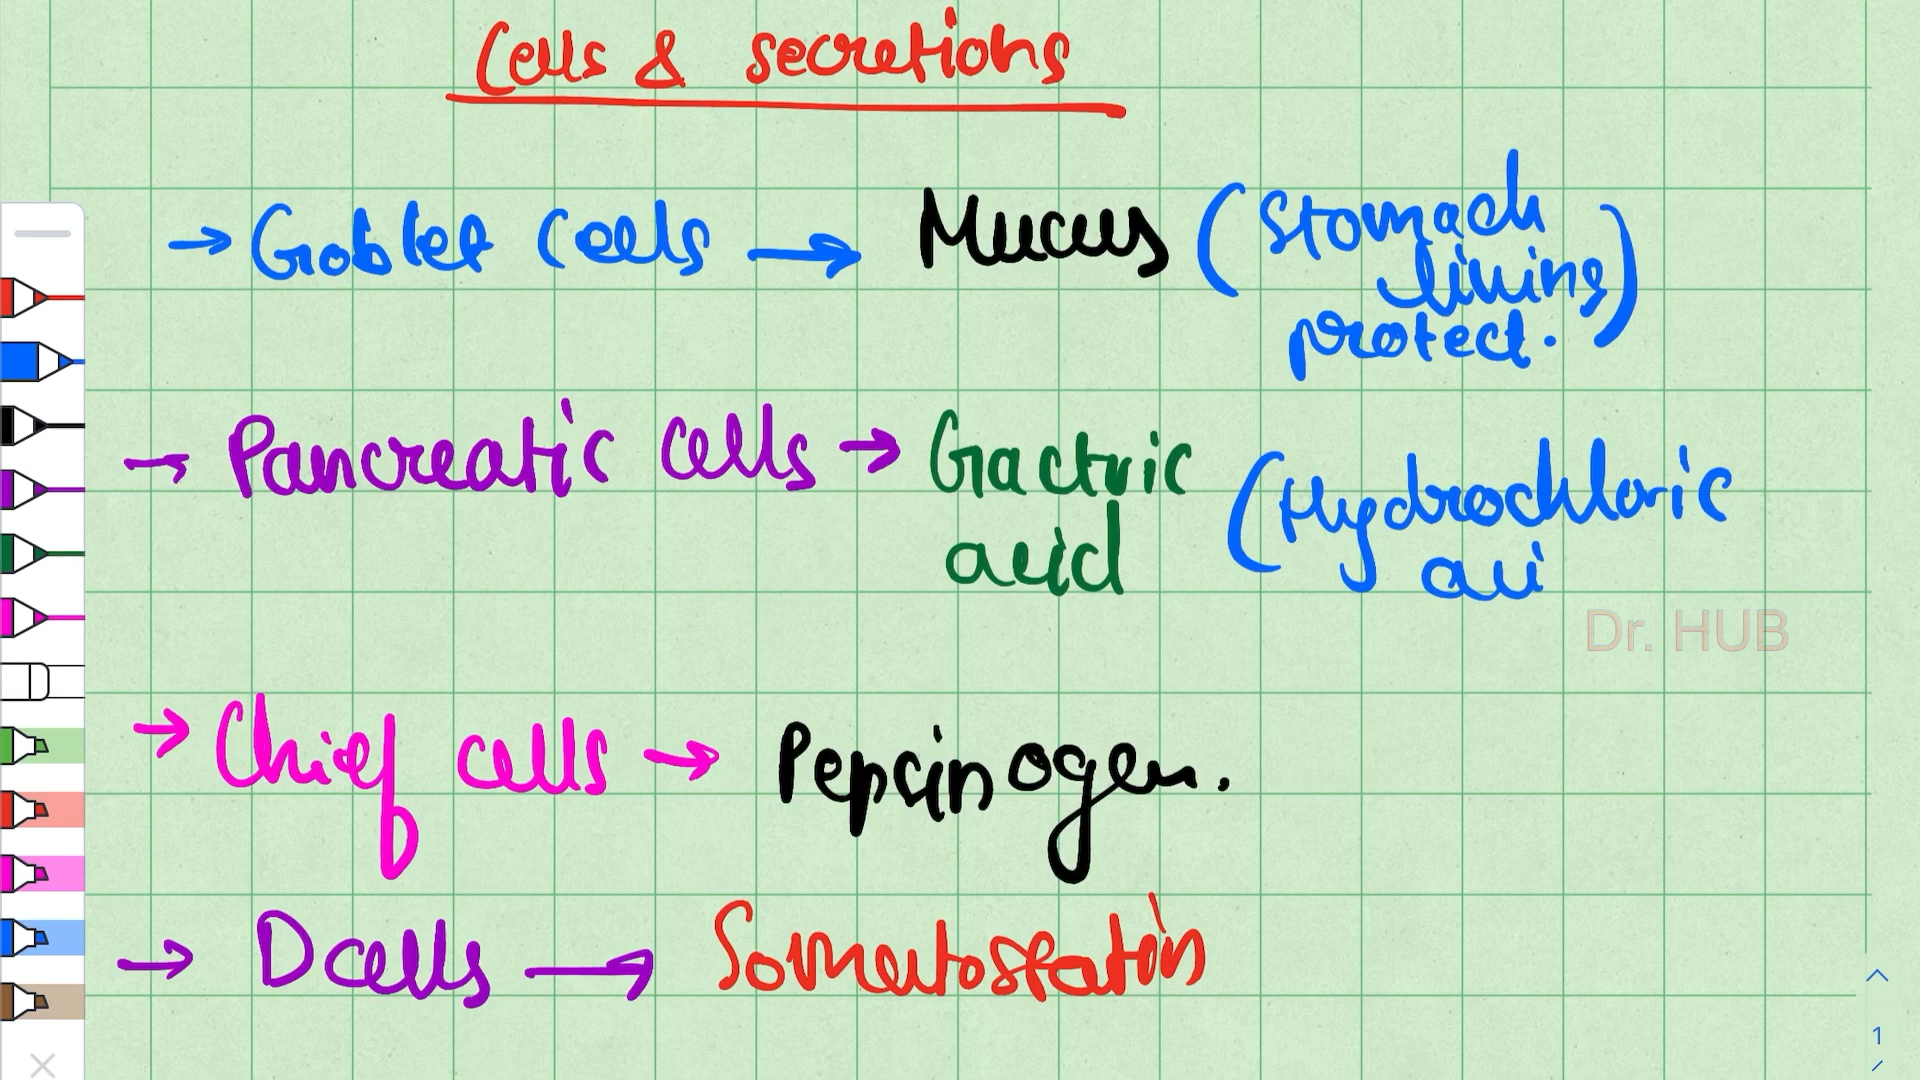 Cells & secretions
→ Goblet cells → Mucus (Stomach
lining
protect.)
→ Pancreatic cells → Gactric (Hydrochloric
acid aci
Dr. HUB
→ Chief cells → Pepsinogen.
→ D cells → Somatostatin
1